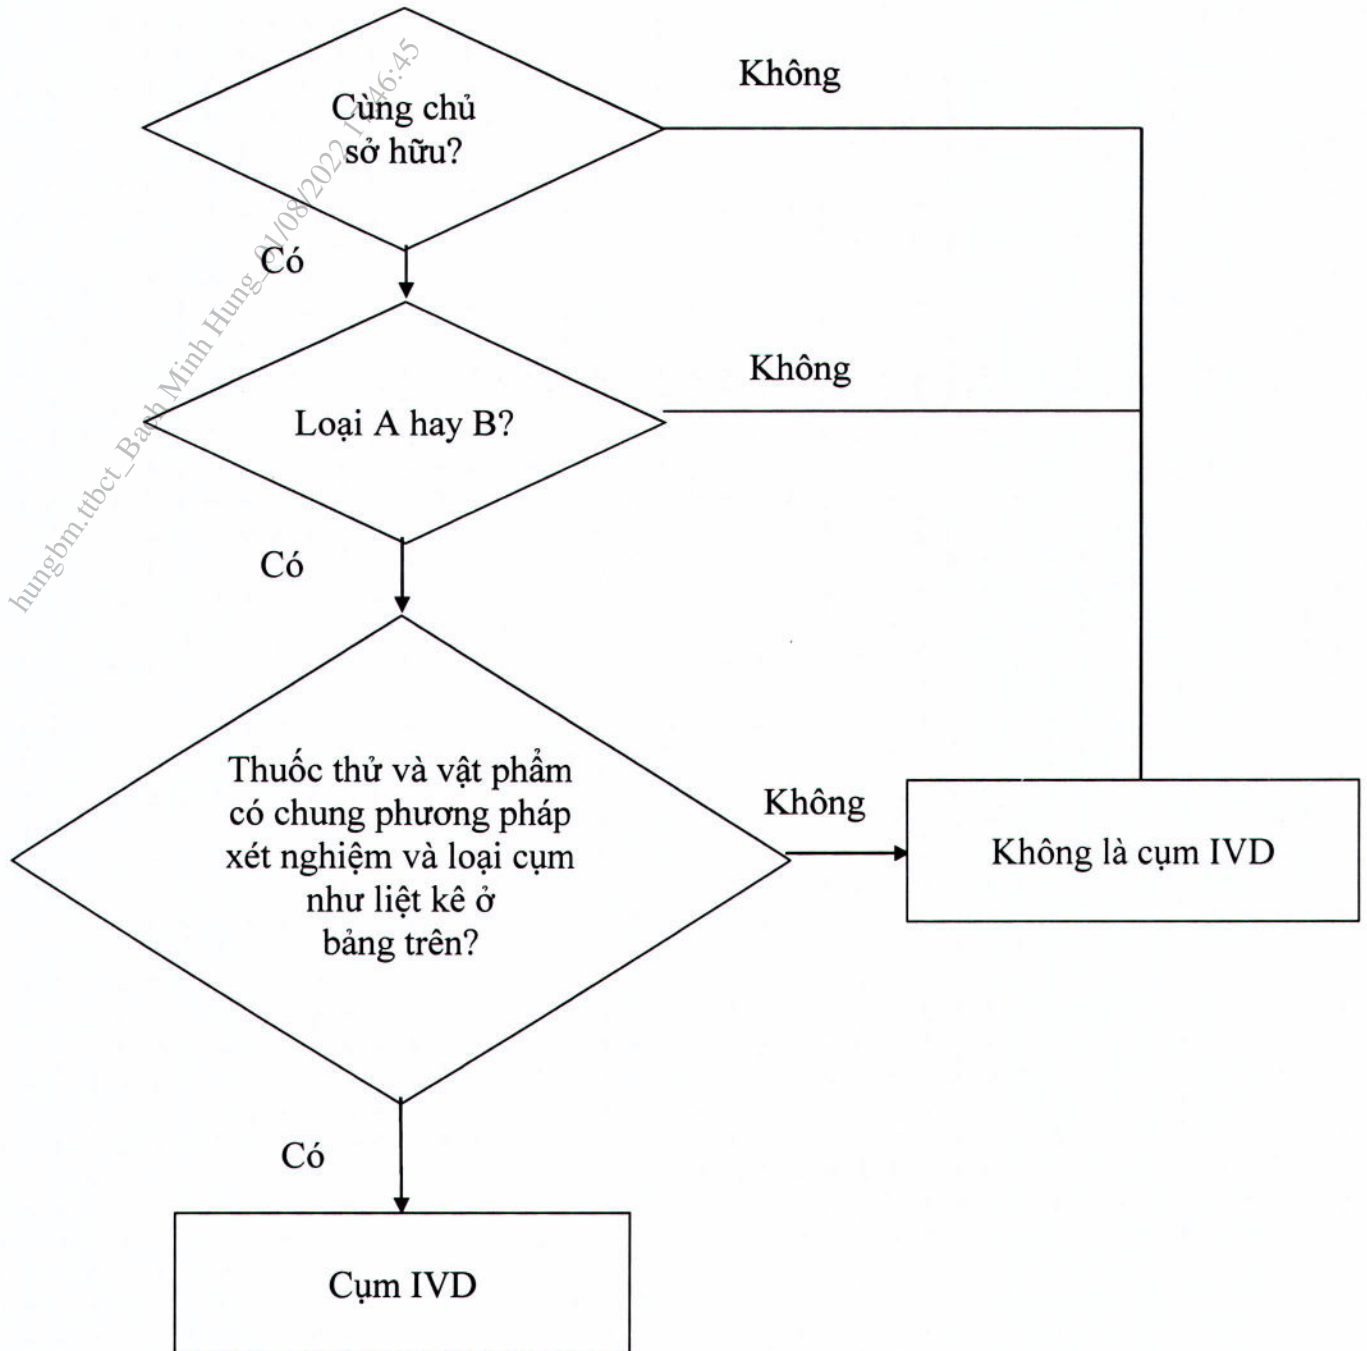 Cùng chủ
sở hữu?
Không
Có
Loại A hay B?
Không
Có
Thuốc thử và vật phẩm
có chung phương pháp
xét nghiệm và loại cụm
như liệt kê ở
bảng trên?
Không
Không là cụm IVD
Có
Cụm IVD